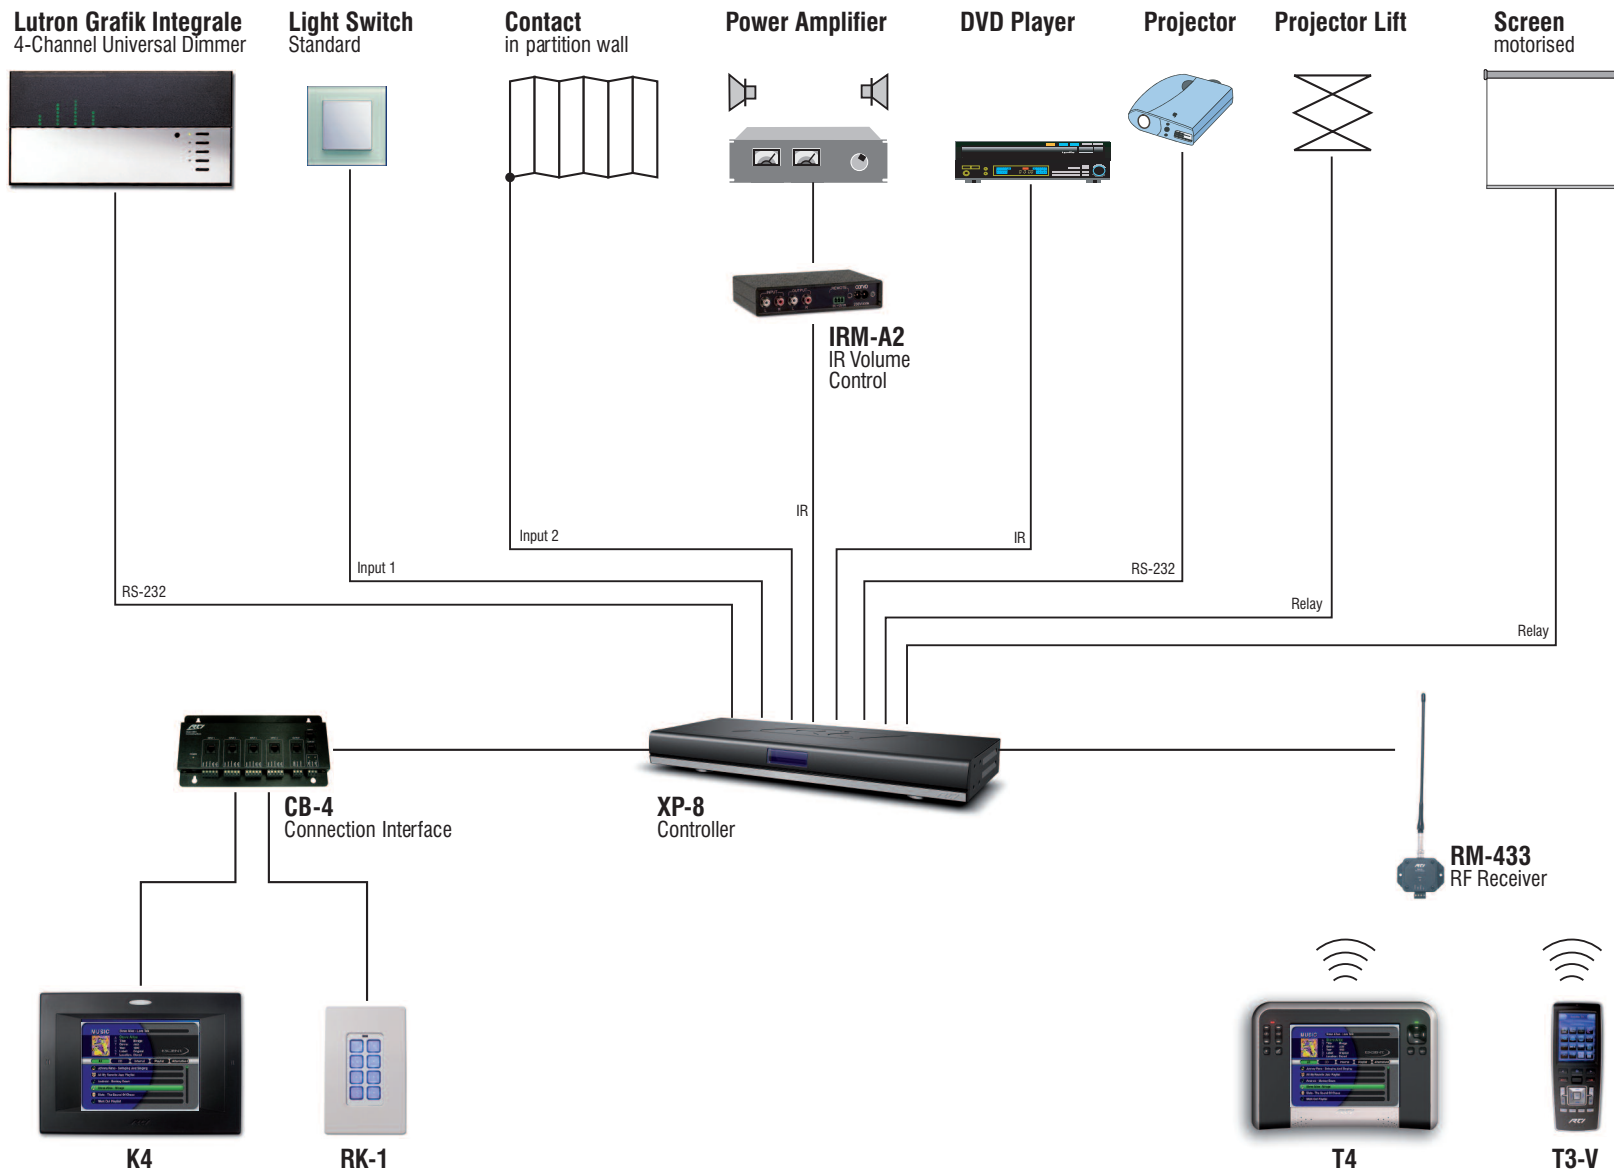 Lutron Grafik Integrale
4-Channel Universal Dimmer
Light Switch
Standard
Contact
in partition wall
Power Amplifier
DVD Player
Projector
Projector Lift
Screen
motorised
IRM-A2
IR Volume
Control
IR
Input 2
IR
Input 1
RS-232
RS-232
Relay
Relay
CB-4
Connection Interface
XP-8
Controller
RM-433
RF Receiver
MUSIC
MUSIC
K4
RK-1
T4
T3-V